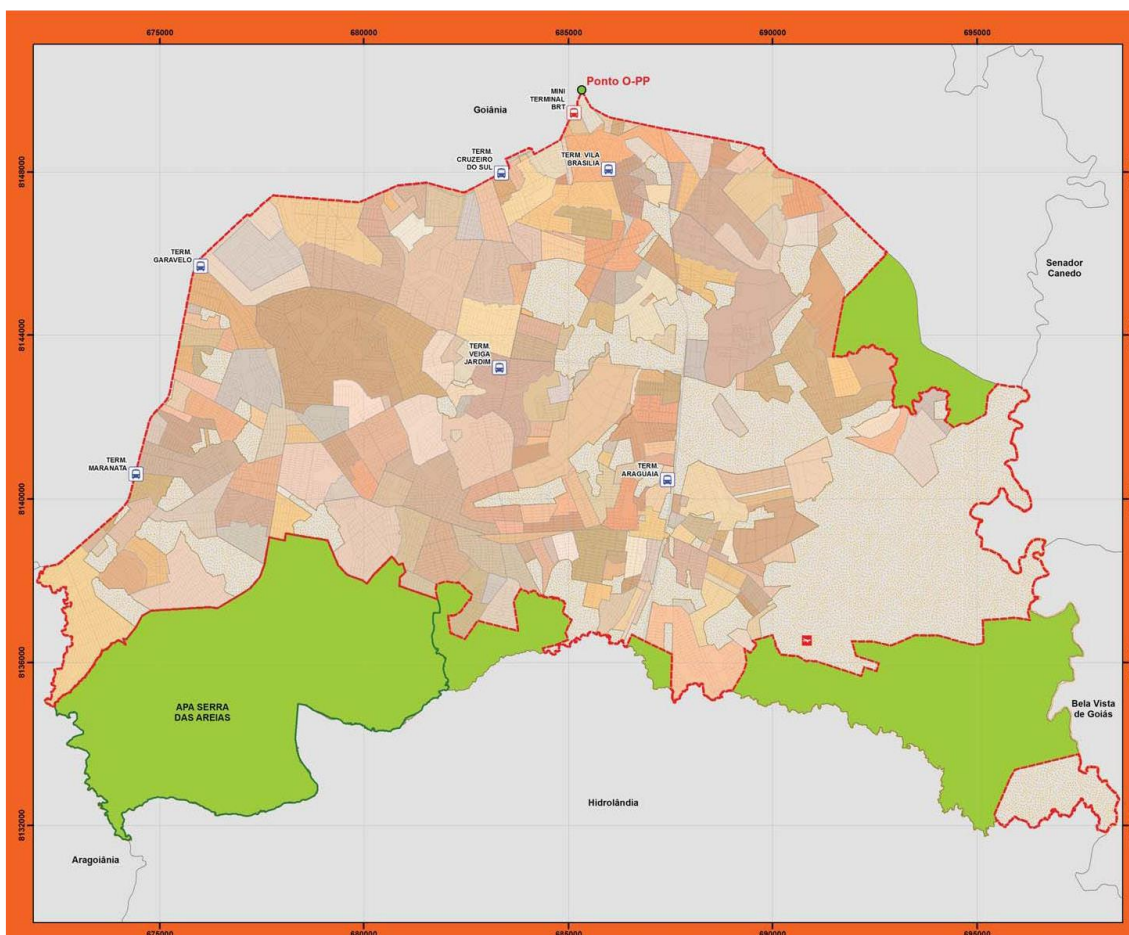 675000
680000
685000
690000
695000
Ponto O-PP
MINI
TERMINAL
BRT
Goiânia
TERM.
CRUZEIRO
DO SUL
TERM. VILA
BRASILIA
8148000
TERM.
GARAVELO
Senador
Canedo
8144000
TERM.
VEIGA
JARDIM
TERM.
MARANATA
TERM.
ARAGUAIA
8140000
8136000
APA SERRA
DAS AREIAS
Bela Vista
de Goiás
Hidrolândia
8132000
Aragoiânia
675000
680000
685000
690000
695000